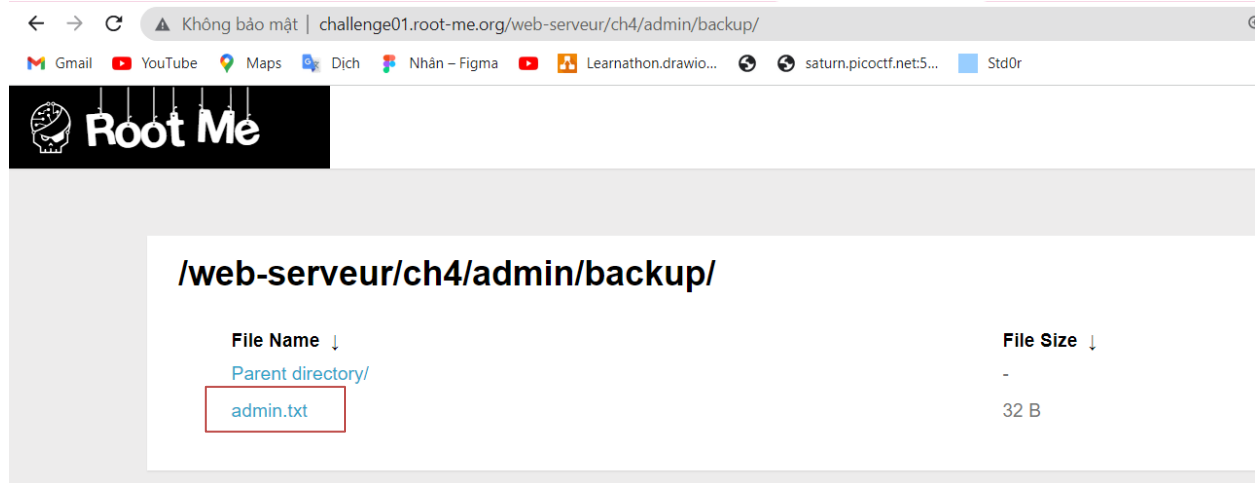 Không bảo mật | challenge01.root-me.org/web-serveur/ch4/admin/backup/
Gmail YouTube Maps Dịch Nhân – Figma Learnathon.drawio... saturn.picoctf.net:5... Std0r
Root Me
/web-serveur/ch4/admin/backup/
File Name ↓ File Size ↓
Parent directory/ -
admin.txt 32 B